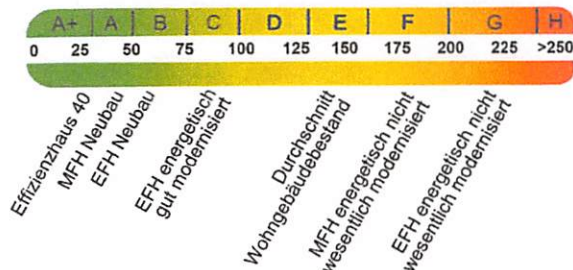 A+ A B C D E F G H
0 25 50 75 100 125 150 175 200 225 >250
Effizienzhaus 40
MFH Neubau
EFH Neubau
EFH energetisch
gut modernisiert
Durchschnitt
Wohngebäudebestand
MFH energetisch nicht
wesentlich modernisiert
EFH energetisch nicht
wesentlich modernisiert